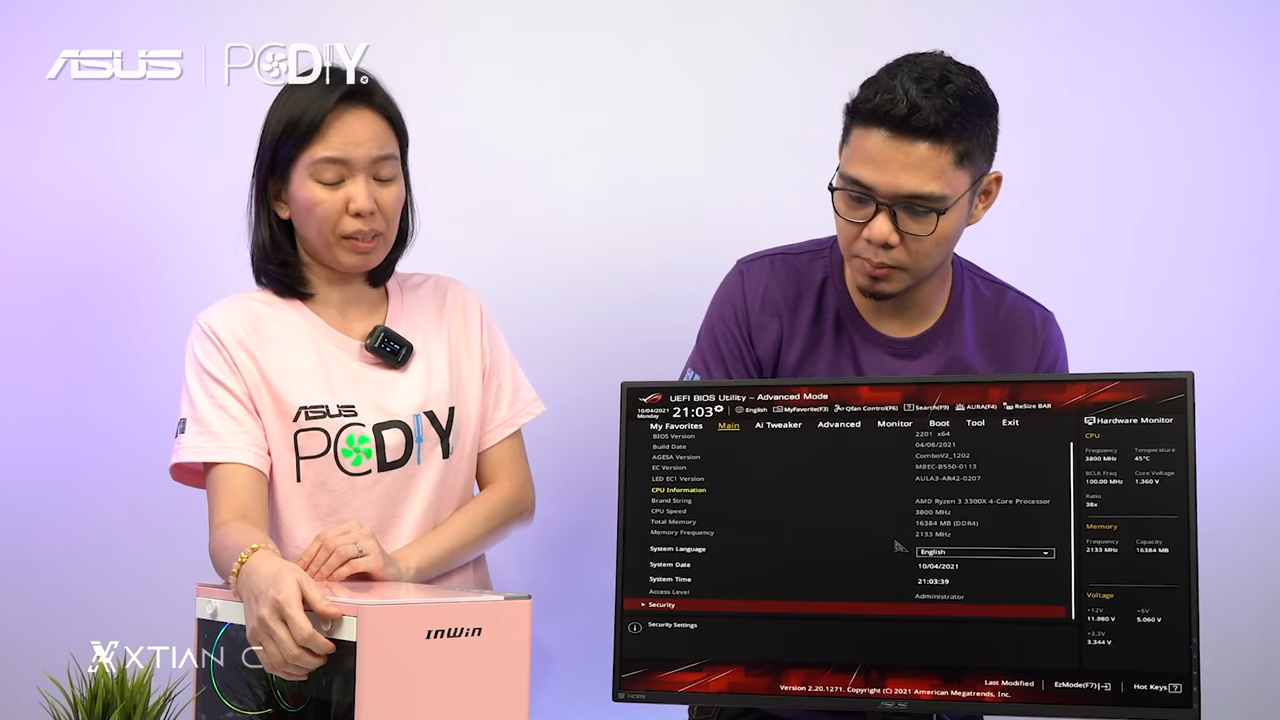 ASUS | PCDIY
ASUS
PCDIY
InWin
XTIAN C
UEFI BIOS Utility – Advanced Mode
10/04/2021
Monday
21:03
English
MyFavorite(F3)
Qfan Control(F6)
Search(F9)
AURA(F4)
ReSize BAR
My Favorites Main Ai Tweaker Advanced Monitor Boot Tool Exit
BIOS Version 2201 x64
Build Date 04/08/2021
AGESA Version ComboV2_1202
EC Version MBEC-B550-0113
LED EC1 Version AULA3-AR42-0207
CPU Information
Brand String AMD Ryzen 3 3300X 4-Core Processor
CPU Speed 3800 MHz
Total Memory 16384 MB (DDR4)
Memory Frequency 2133 MHz
System Language English
System Date 10/04/2021
System Time 21:03:39
Access Level Administrator
Security
Security Settings
Hardware Monitor
CPU
Frequency Temperature
3800 MHz 45°C
BCLK Freq Core Voltage
100.00 MHz 1.360 V
Ratio
38x
Memory
Frequency Capacity
2133 MHz 16384 MB
Voltage
+12V +5V
11.980 V 5.060 V
+3.3V
3.344 V
Last Modified EzMode(F7) Hot Keys ?
Version 2.20.1271. Copyright (C) 2021 American Megatrends, Inc.
HDMI
ASUS